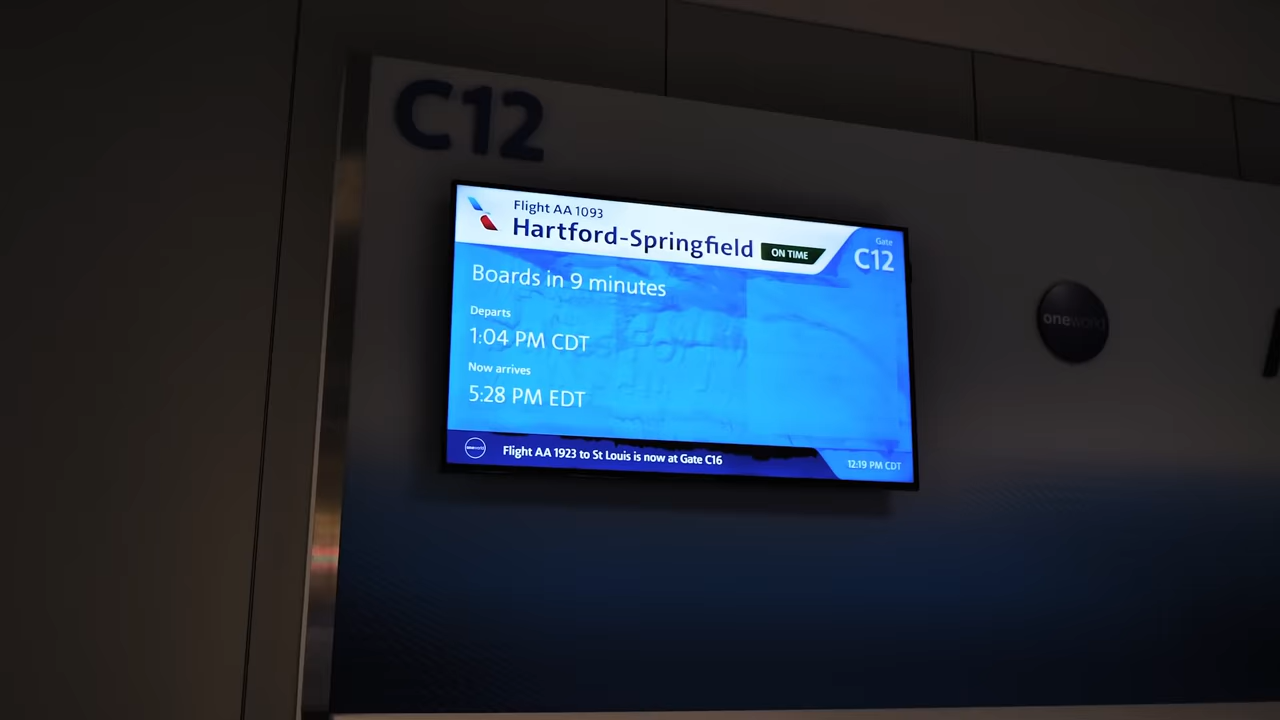 C12
Flight AA 1093
Hartford-Springfield
ON TIME
Gate
C12
Boards in 9 minutes
Departs
1:04 PM CDT
Now arrives
5:28 PM EDT
oneworld
Flight AA 1923 to St Louis is now at Gate C16
12:19 PM CDT
oneworld